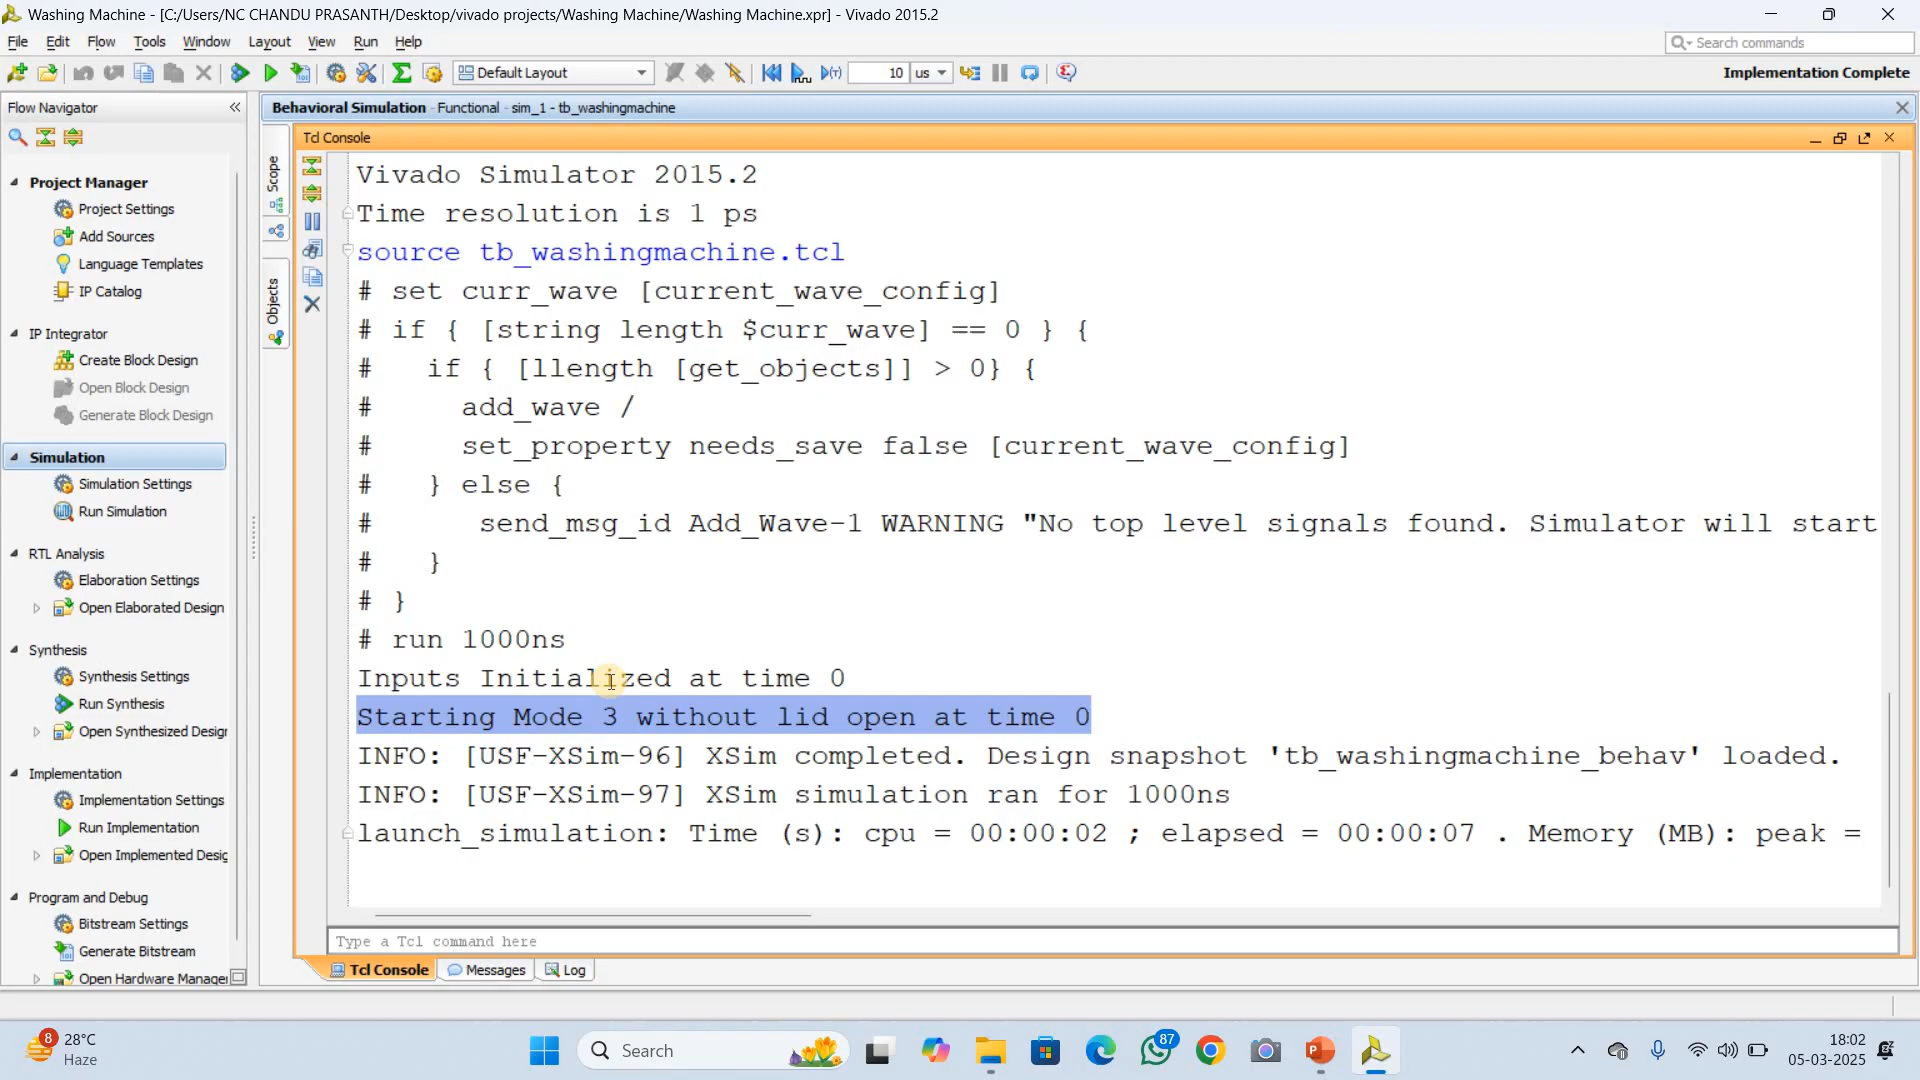 Washing Machine - [C:/Users/NC CHANDU PRASANTH/Desktop/vivado projects/Washing Machine/Washing Machine.xpr] - Vivado 2015.2
File Edit Flow Tools Window Layout View Run Help
Search commands
Default Layout
10 us
Implementation Complete
Flow Navigator
Behavioral Simulation - Functional - sim_1 - tb_washingmachine
Project Manager
Project Settings
Add Sources
Language Templates
IP Catalog
IP Integrator
Create Block Design
Open Block Design
Generate Block Design
Simulation
Simulation Settings
Run Simulation
RTL Analysis
Elaboration Settings
Open Elaborated Design
Synthesis
Synthesis Settings
Run Synthesis
Open Synthesized Design
Implementation
Implementation Settings
Run Implementation
Open Implemented Desig
Program and Debug
Bitstream Settings
Generate Bitstream
Open Hardware Manager
Scope
Objects
Tcl Console
Vivado Simulator 2015.2
Time resolution is 1 ps
source tb_washingmachine.tcl
# set curr_wave [current_wave_config]
# if { [string length $curr_wave] == 0 } {
#   if { [llength [get_objects]] > 0} {
#     add_wave /
#     set_property needs_save false [current_wave_config]
#   } else {
#      send_msg_id Add_Wave-1 WARNING "No top level signals found. Simulator will start
#   }
# }
# run 1000ns
Inputs Initialized at time 0
Starting Mode 3 without lid open at time 0
INFO: [USF-XSim-96] XSim completed. Design snapshot 'tb_washingmachine_behav' loaded.
INFO: [USF-XSim-97] XSim simulation ran for 1000ns
launch_simulation: Time (s): cpu = 00:00:02 ; elapsed = 00:00:07 . Memory (MB): peak =
Type a Tcl command here
Tcl Console Messages Log
8
28°C
Haze
Search
87
18:02
05-03-2025